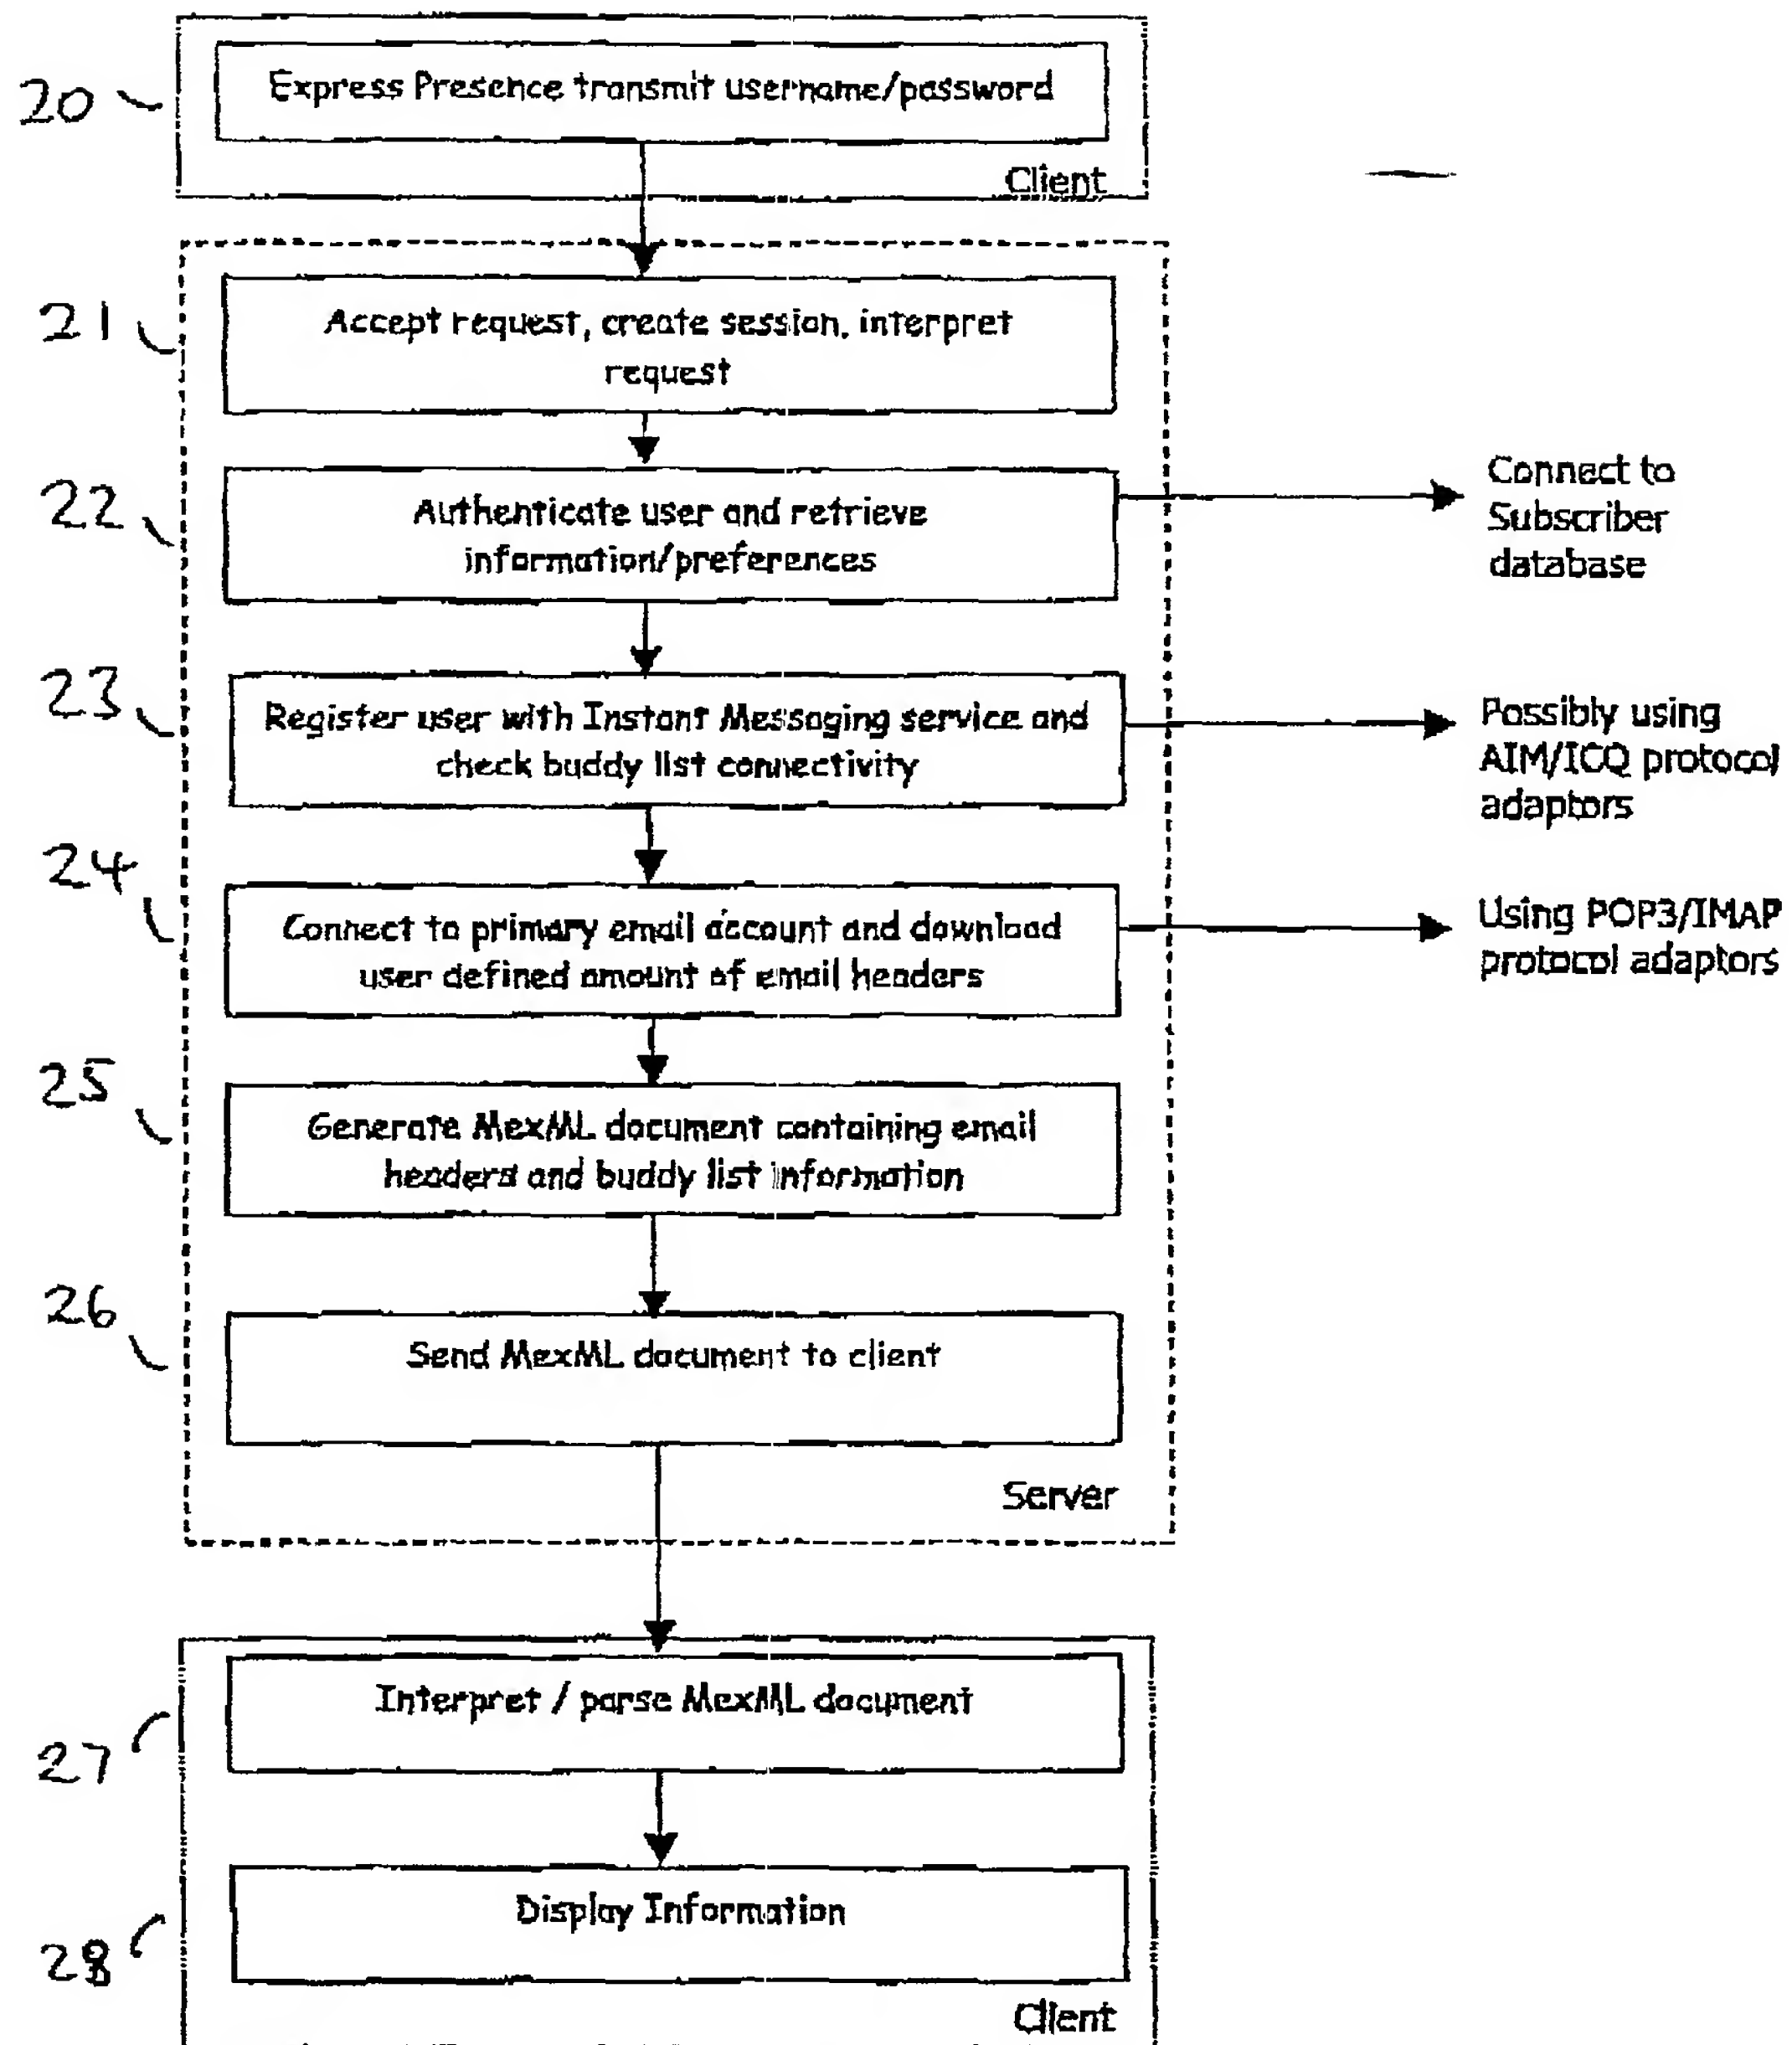 20
Express Presence transmit username/password
Client
21
Accept request, create session, interpret
request
22
Authenticate user and retrieve
information/preferences
Connect to
Subscriber
database
23
Register user with Instant Messaging service and
check buddy list connectivity
Possibly using
AIM/ICQ protocol
adaptors
24
Connect to primary email account and download
user defined amount of email headers
Using POP3/IMAP
protocol adaptors
25
Generate MexML document containing email
headers and buddy list information
26
Send MexML document to client
Server
27
Interpret / parse MexML document
28
Display Information
Client